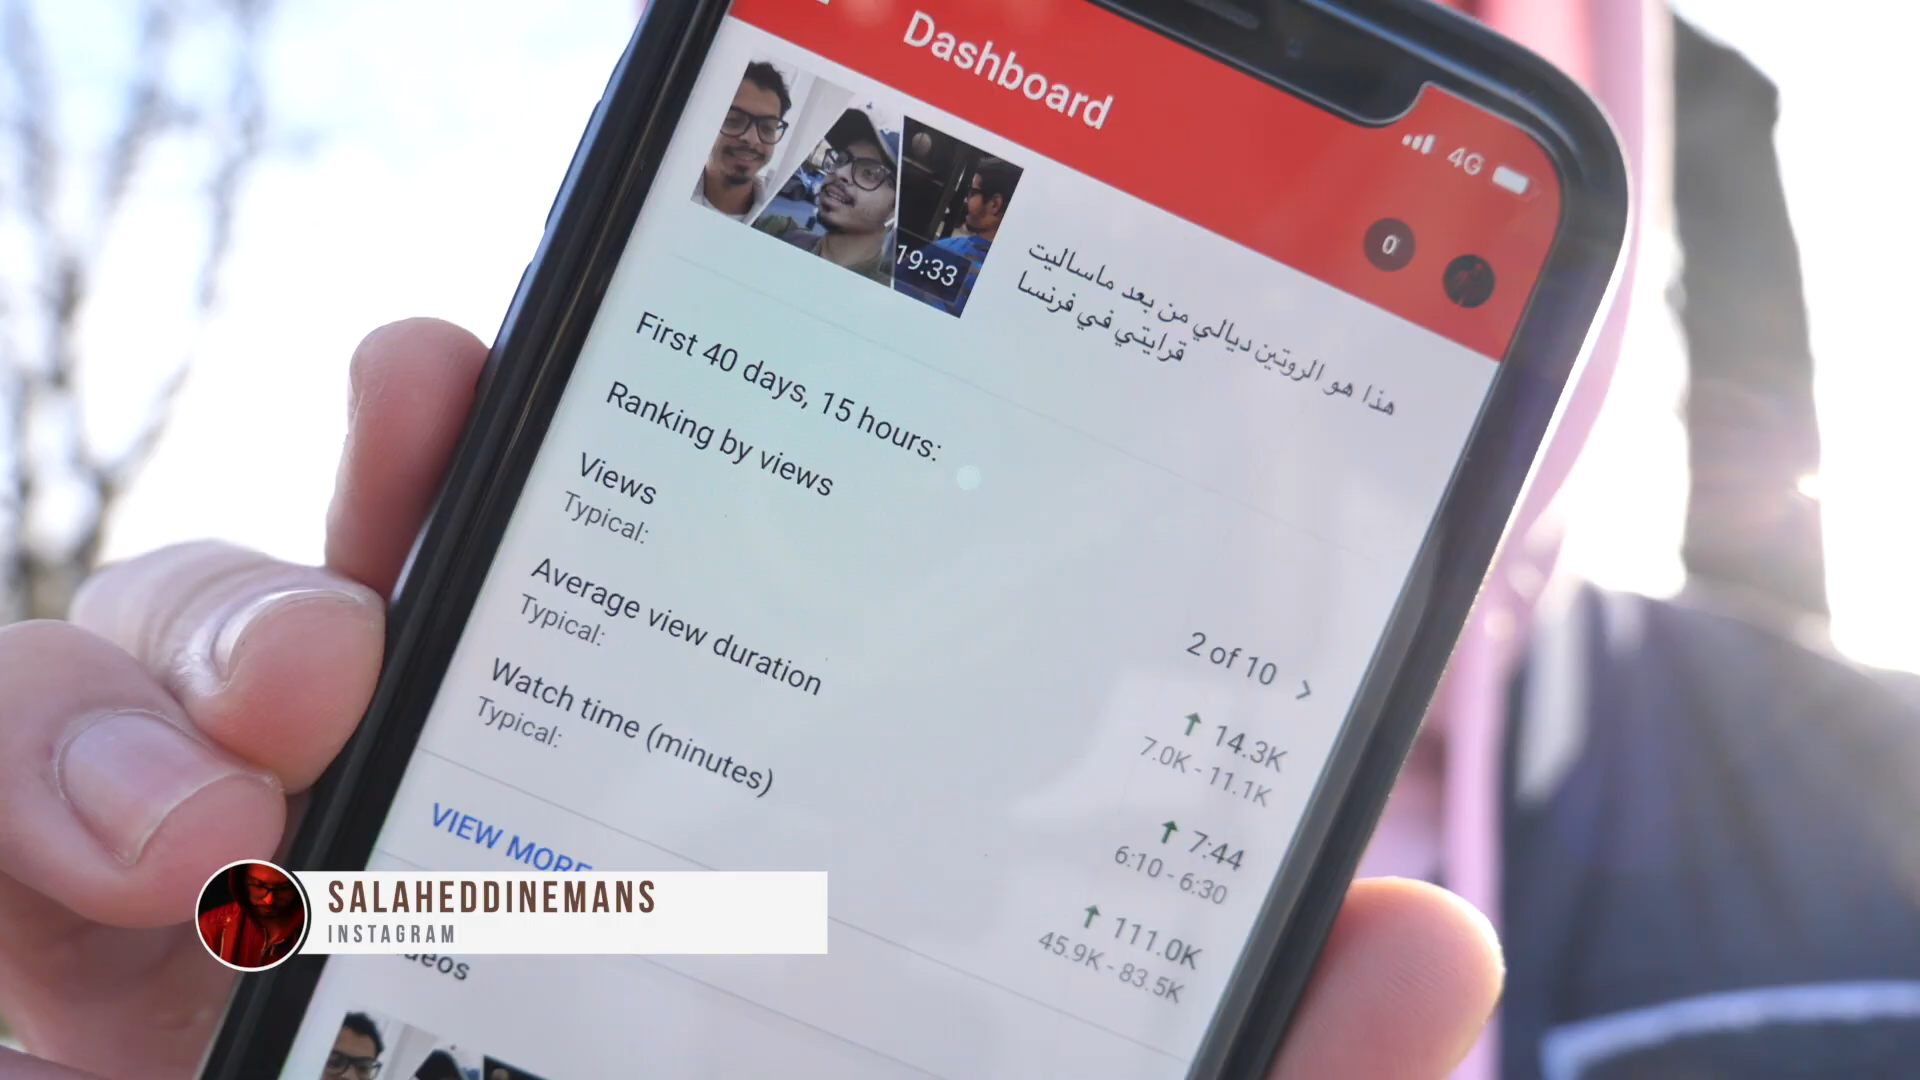 Dashboard
4G
0
19:33
هذا هو الروتين ديالي من بعد ماساليت
قرايتي في فرنسا
First 40 days, 15 hours:
Ranking by views
2 of 10 >
Views
↑ 14.3K
Typical:
7.0K - 11.1K
Average view duration
↑ 7:44
Typical:
6:10 - 6:30
Watch time (minutes)
↑ 111.0K
Typical:
45.9K - 83.5K
VIEW MORE
SALAHEDDINEMANS
INSTAGRAM